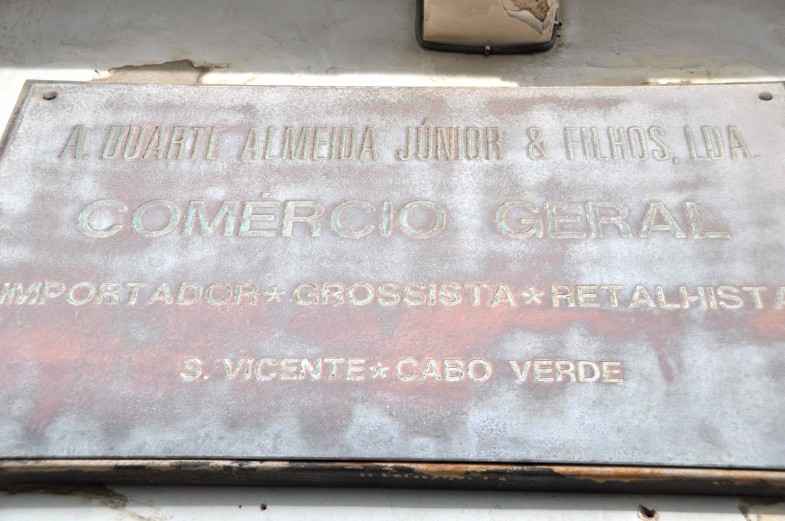 A. DUARTE ALMEIDA JÚNIOR & FILHOS, LDA.
COMÉRCIO GERAL
IMPORTADOR★GROSSISTA★RETALHISTA
S. VICENTE★CABO VERDE